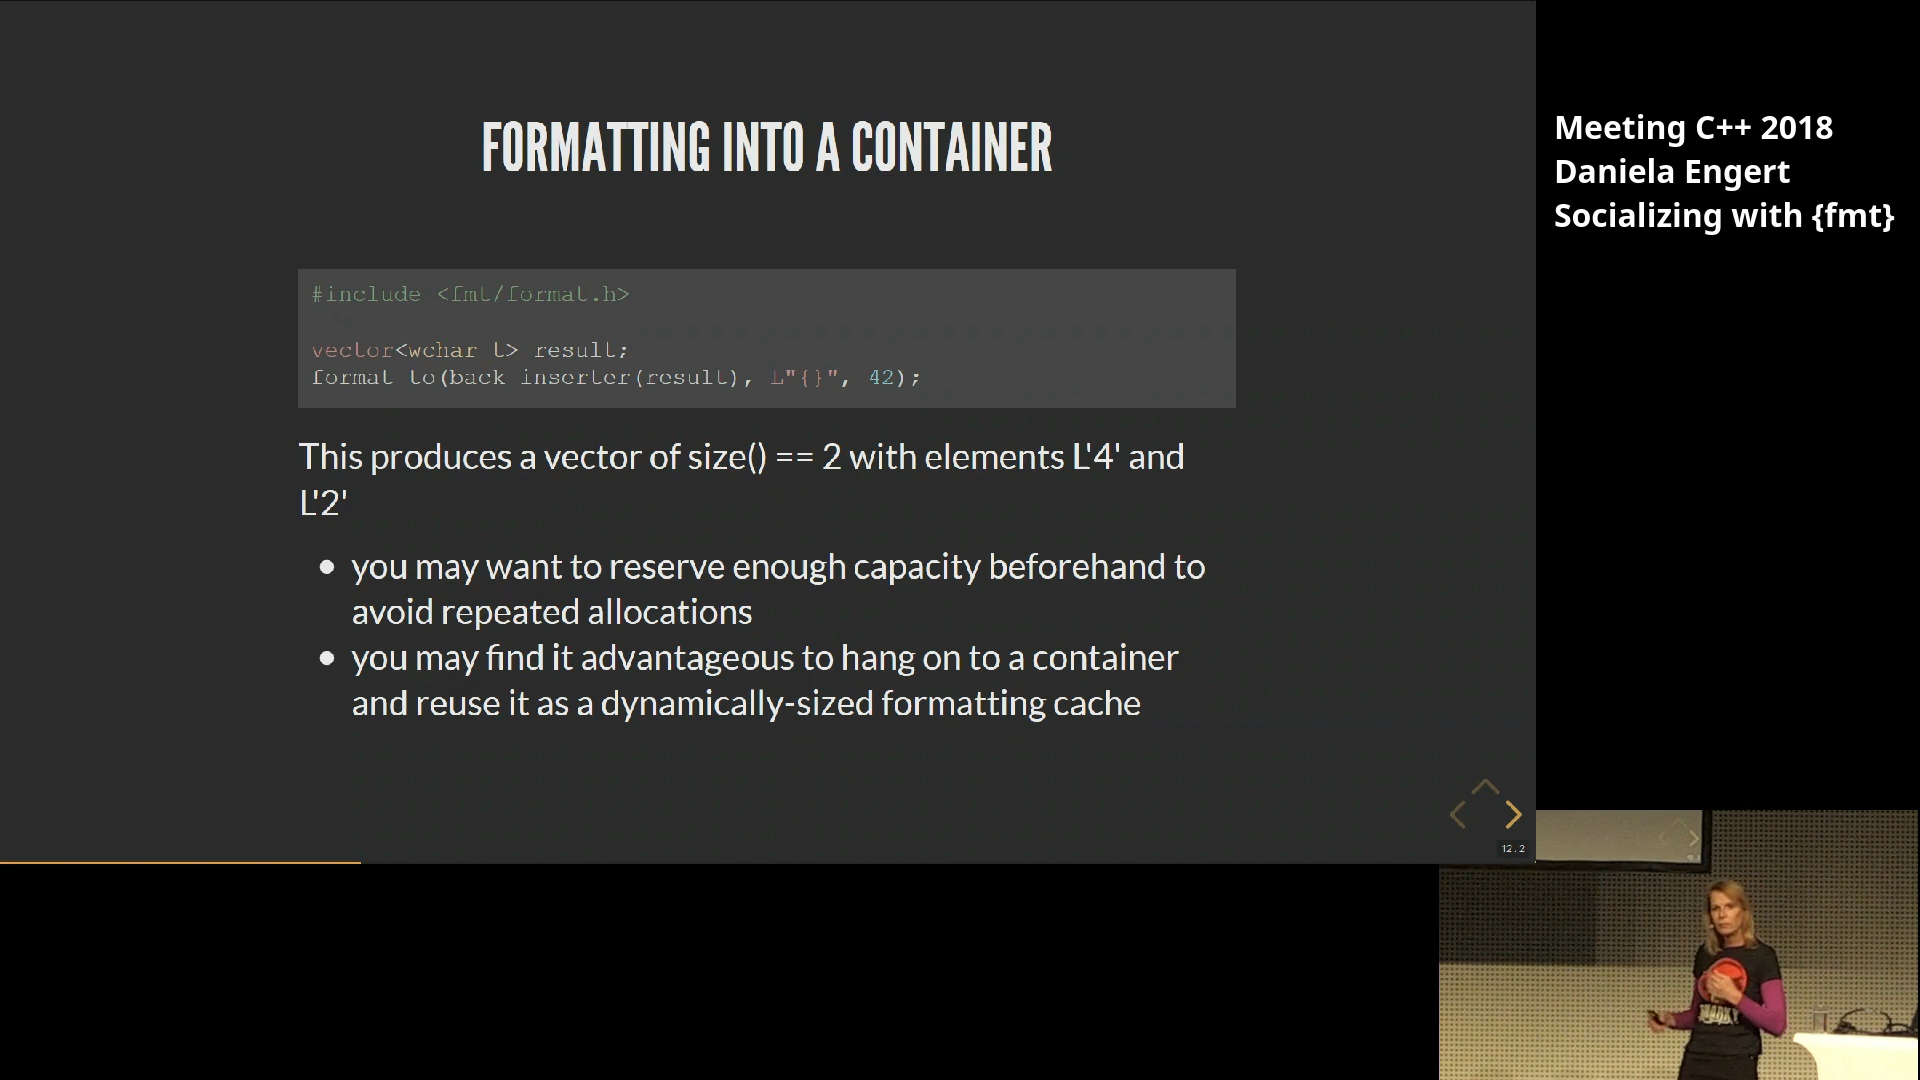 FORMATTING INTO A CONTAINER
#include <fmt/format.h>
vector<wchar_t> result;
format_to(back_inserter(result), L"{}", 42);
This produces a vector of size() == 2 with elements L'4' and
L'2'
• you may want to reserve enough capacity beforehand to
avoid repeated allocations
• you may find it advantageous to hang on to a container
and reuse it as a dynamically-sized formatting cache
12.2
Meeting C++ 2018
Daniela Engert
Socializing with {fmt}